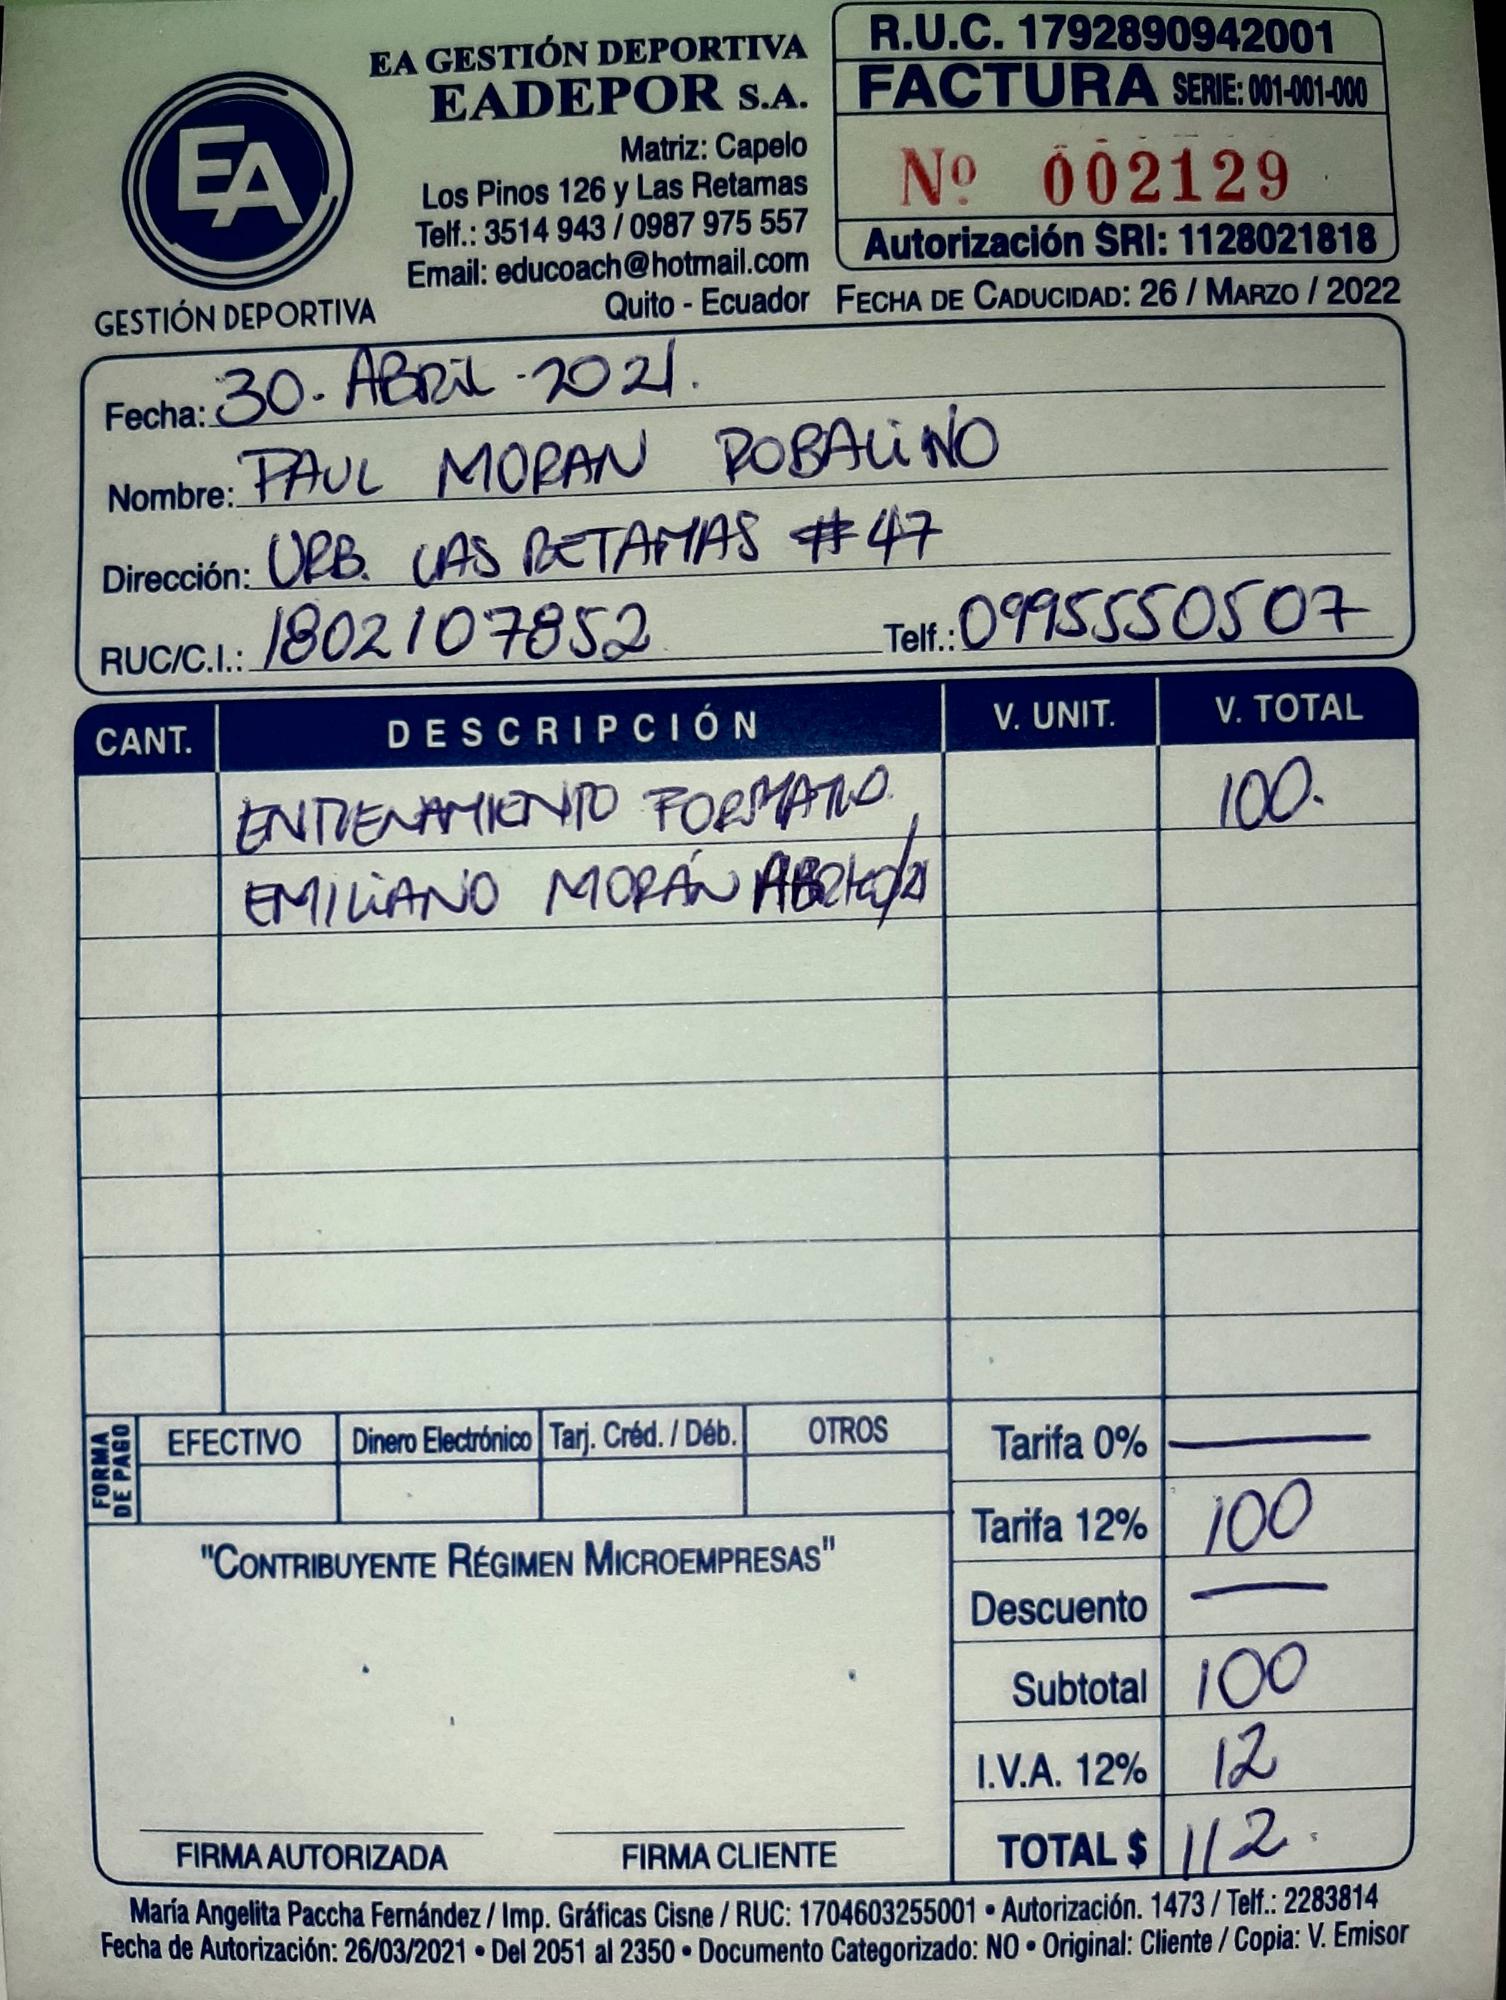 EA
GESTIÓN DEPORTIVA
EA GESTIÓN DEPORTIVA
EADEPOR S.A.
Matriz: Capelo
Los Pinos 126 y Las Retamas
Telf.: 3514 943 / 0987 975 557
Email: educoach@hotmail.com
Quito - Ecuador
R.U.C. 1792890942001
FACTURA SERIE: 001-001-000
Nº 002129
Autorización SRI: 1128021818
FECHA DE CADUCIDAD: 26 / MARZO / 2022
Fecha: 30. ABRIL - 2021.
Nombre: PAUL MORAN ROBALINO
Dirección: URB. LAS RETAMAS # 47
RUC/C.I.: 1802107852 Telf.: 0995550507
CANT. DESCRIPCIÓN V. UNIT. V. TOTAL
ENTRENAMIENTO FORMATO 100.
EMILIANO MORÁN
FORMA DE PAGO EFECTIVO Dinero Electrónico Tarj. Créd. / Déb. OTROS
Tarifa 0% —
Tarifa 12% 100
"CONTRIBUYENTE RÉGIMEN MICROEMPRESAS"
Descuento —
Subtotal 100
I.V.A. 12% 12
TOTAL $ 112.
FIRMA AUTORIZADA FIRMA CLIENTE
María Angelita Paccha Fernández / Imp. Gráficas Cisne / RUC: 1704603255001 • Autorización. 1473 / Telf.: 2283814
Fecha de Autorización: 26/03/2021 • Del 2051 al 2350 • Documento Categorizado: NO • Original: Cliente / Copia: V. Emisor